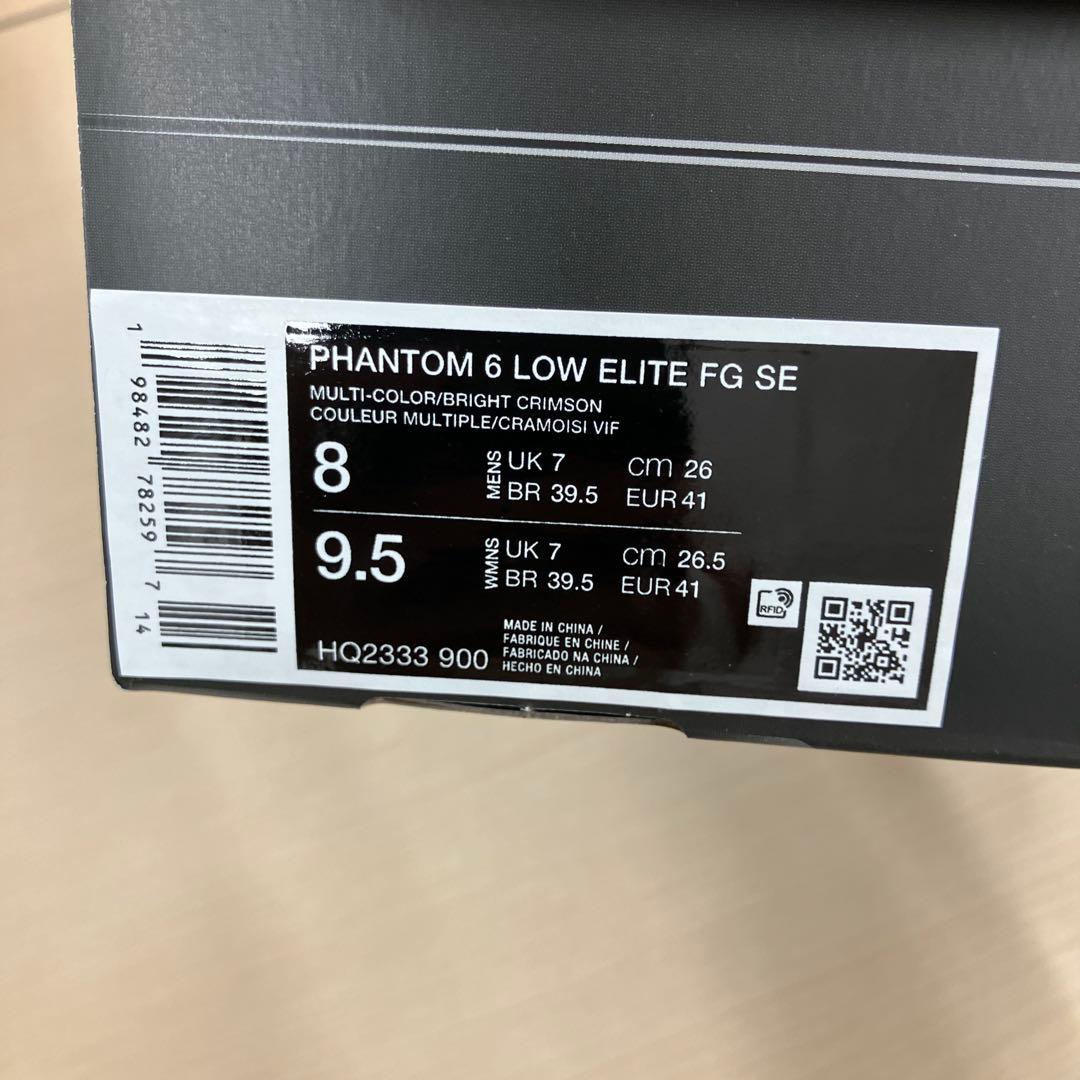 1 98482 78259 7 14
PHANTOM 6 LOW ELITE FG SE
MULTI-COLOR/BRIGHT CRIMSON
COULEUR MULTIPLE/CRAMOISI VIF
8 MENS UK 7 cm 26
BR 39.5 EUR 41
9.5 WMNS UK 7 cm 26.5
BR 39.5 EUR 41
RFID
HQ2333 900
MADE IN CHINA /
FABRIQUE EN CHINE /
FABRICADO NA CHINA /
HECHO EN CHINA